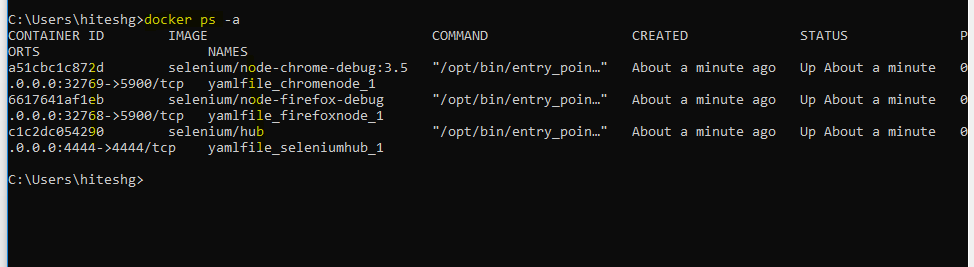 C:\Users\hiteshg>docker ps -a
CONTAINER ID        IMAGE                            COMMAND                  CREATED              STATUS              P
ORTS                     NAMES
a51cbc1c872d        selenium/node-chrome-debug:3.5   "/opt/bin/entry_poin…"   About a minute ago   Up About a minute   0
.0.0.0:32769->5900/tcp   yamlfile_chromenode_1
6617641af1eb        selenium/node-firefox-debug      "/opt/bin/entry_poin…"   About a minute ago   Up About a minute   0
.0.0.0:32768->5900/tcp   yamlfile_firefoxnode_1
c1c2dc054290        selenium/hub                     "/opt/bin/entry_poin…"   About a minute ago   Up About a minute   0
.0.0.0:4444->4444/tcp    yamlfile_seleniumhub_1
C:\Users\hiteshg>